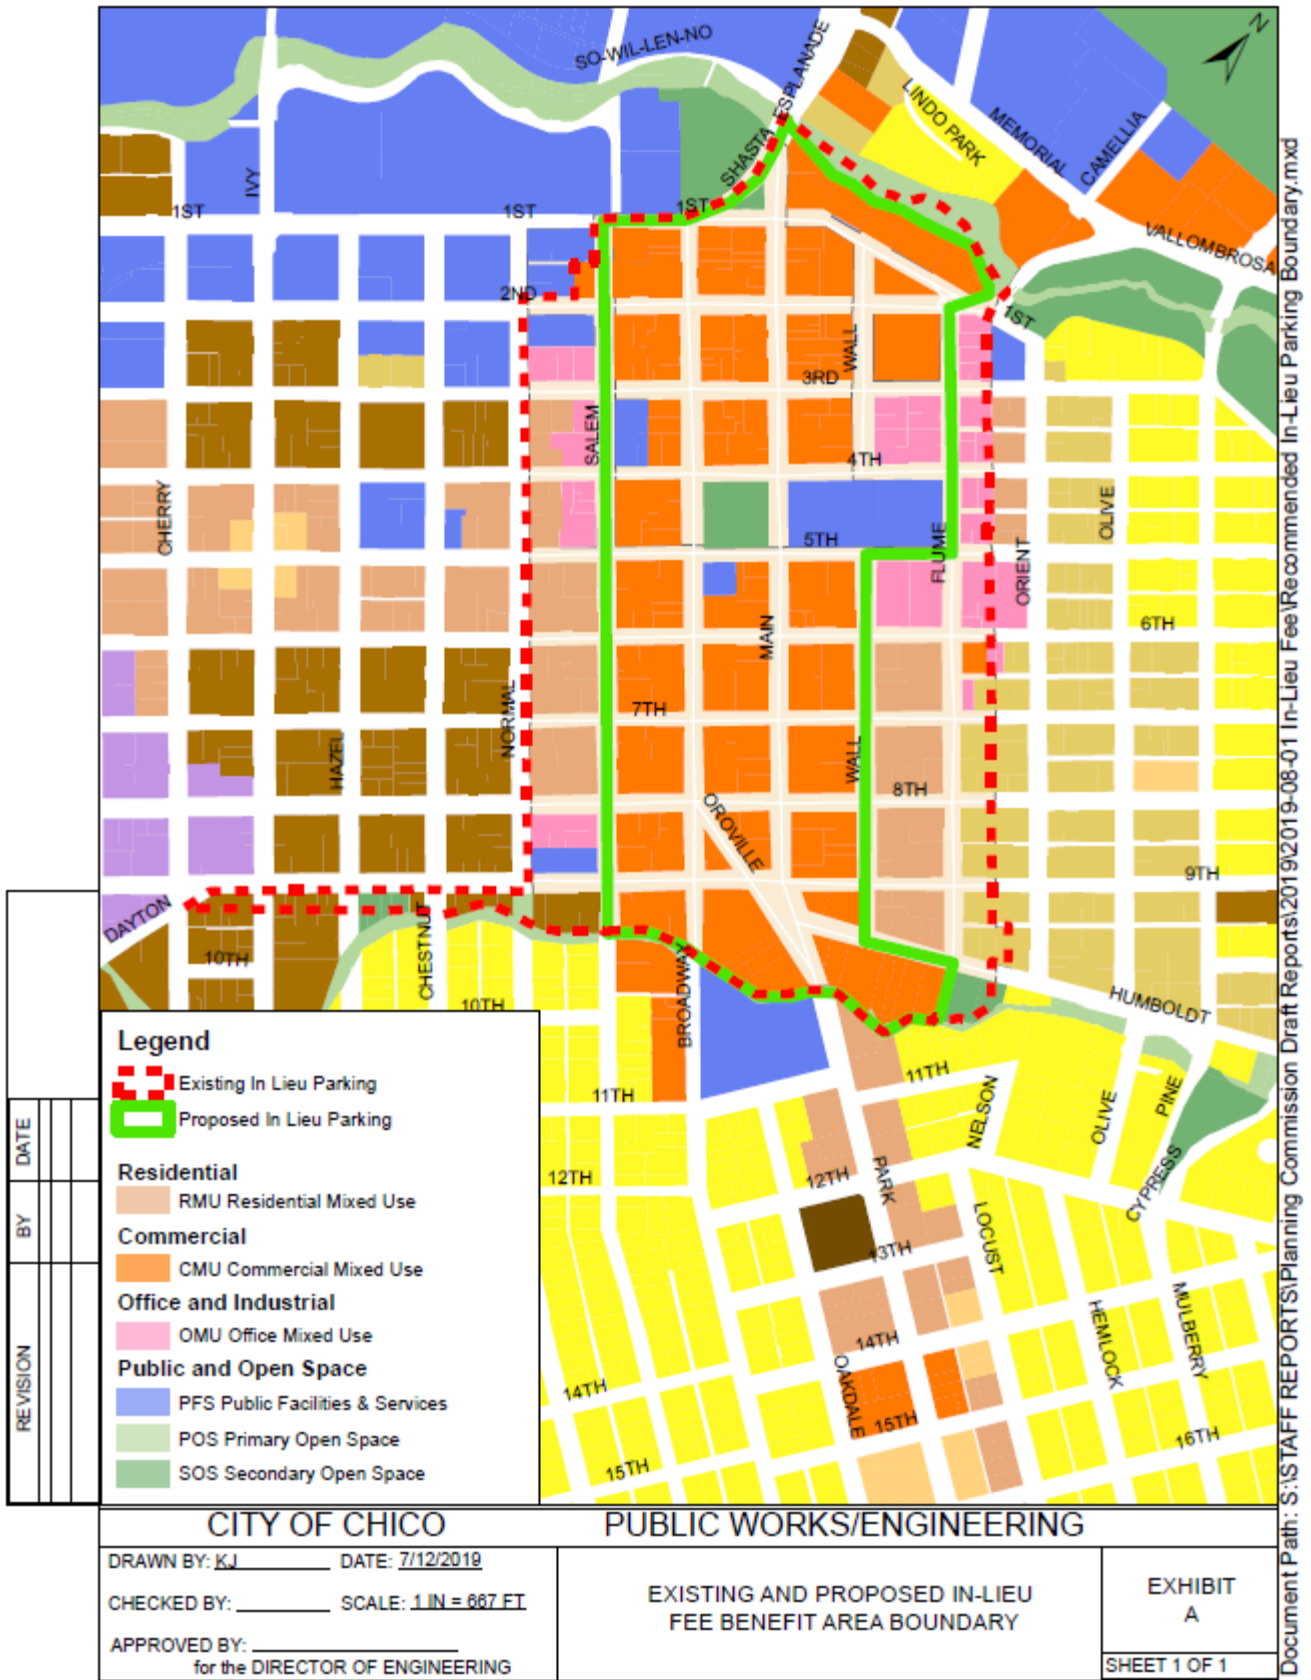 SO-WIL-LEN-NO
ESPLANADE
N
LINDO PARK
MEMORIAL
CAMELLIA
SHASTA
IVY
1ST
1ST
1ST
VALLOMBROSA
2ND
1ST
WALL
3RD
SALEM
4TH
CHERRY
OLIVE
5TH
FLUME
ORIENT
6TH
MAIN
NORMAL
7TH
HAZEL
WALL
8TH
OROVILLE
9TH
DAYTON
CHESTNUT
10TH
10TH
BROADWAY
HUMBOLDT
11TH
11TH
NELSON
OLIVE
PINE
12TH
12TH
PARK
CYPRESS
LOCUST
13TH
HEMLOCK
MULBERRY
14TH
14TH
OAKDALE
15TH
15TH
16TH
Legend
Existing In Lieu Parking
Proposed In Lieu Parking
Residential
RMU Residential Mixed Use
Commercial
CMU Commercial Mixed Use
Office and Industrial
OMU Office Mixed Use
Public and Open Space
PFS Public Facilities & Services
POS Primary Open Space
SOS Secondary Open Space
DATE
BY
REVISION
CITY OF CHICO
PUBLIC WORKS/ENGINEERING
DRAWN BY: KJ DATE: 7/12/2019
CHECKED BY: SCALE: 1 IN = 667 FT
APPROVED BY:
for the DIRECTOR OF ENGINEERING
EXISTING AND PROPOSED IN-LIEU
FEE BENEFIT AREA BOUNDARY
EXHIBIT
A
SHEET 1 OF 1
Document Path: S:\STAFF REPORTS\Planning Commission Draft Reports\2019\2019-08-01 In-Lieu Fee\Recommended In-Lieu Parking Boundary.mxd